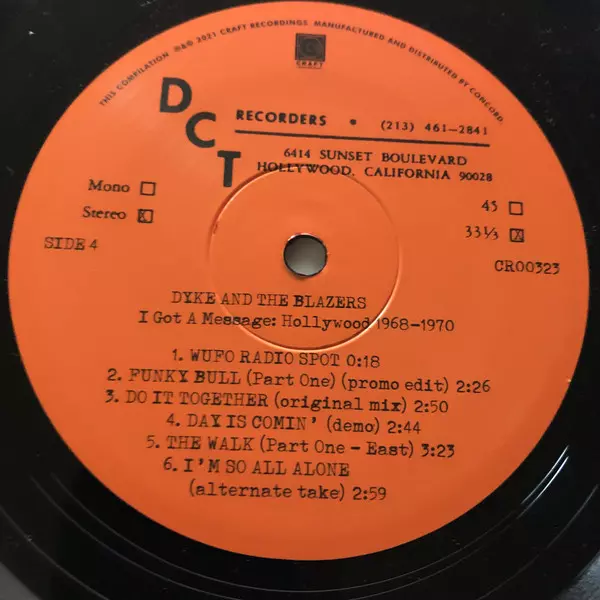 THIS COMPILATION ℗&© 2021 CRAFT RECORDINGS MANUFACTURED AND DISTRIBUTED BY CONCORD.
CRAFT
DCT
RECORDERS • (213) 461-2841
6414 SUNSET BOULEVARD
HOLLYWOOD, CALIFORNIA 90028
Mono
45
Stereo X
33⅓ X
SIDE 4
CR00323
DYKE AND THE BLAZERS
I Got A Message: Hollywood 1968-1970
1. WUFO RADIO SPOT 0:18
2. FUNKY BULL (Part One) (promo edit) 2:26
3. DO IT TOGETHER (original mix) 2:50
4. DAY IS COMIN' (demo) 2:44
5. THE WALK (Part One - East) 3:23
6. I'M SO ALL ALONE
(alternate take) 2:59